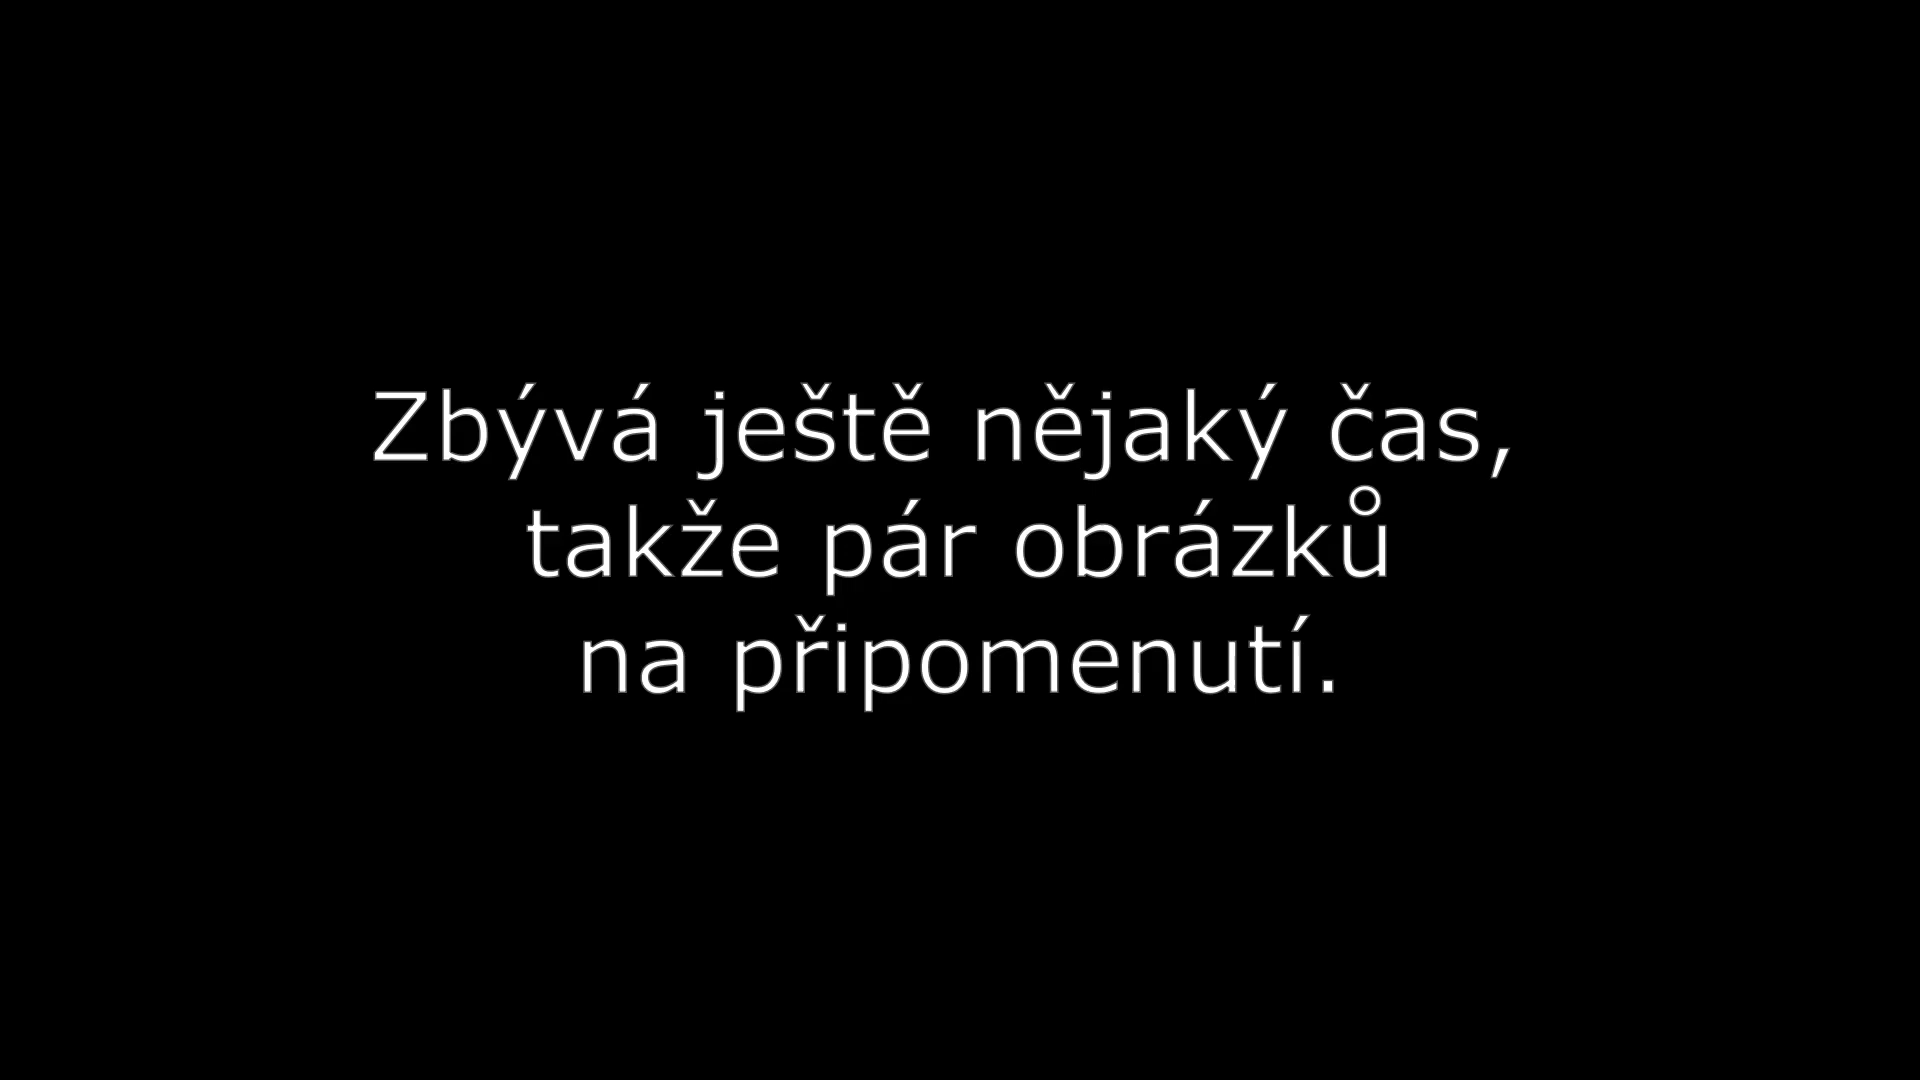 Zbývá ještě nějaký čas,
takže pár obrázků
na připomenutí.